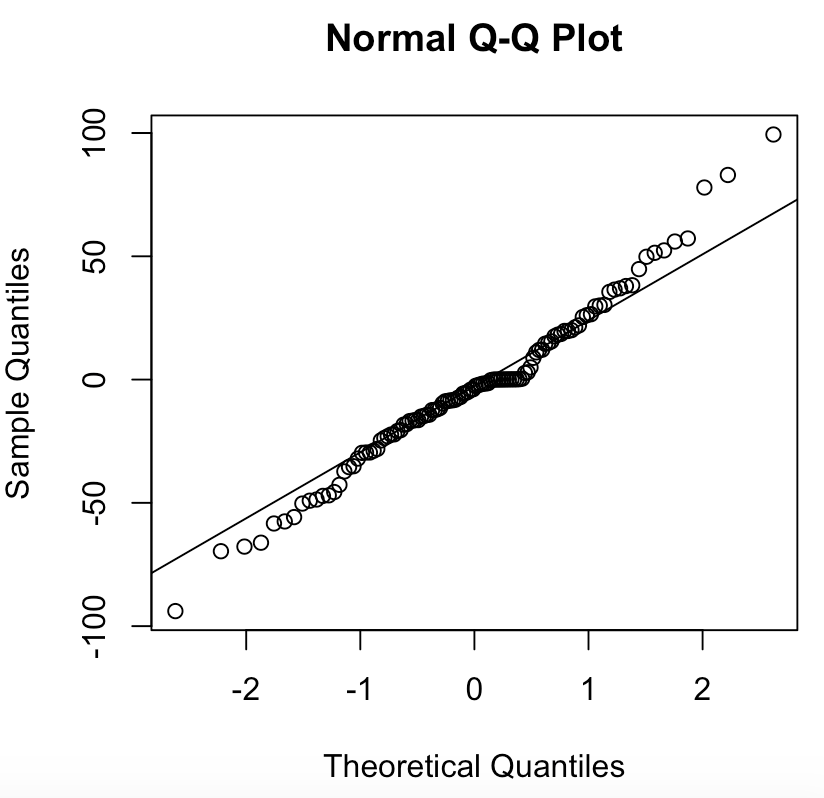 Normal Q-Q Plot
Sample Quantiles
100
50
0
-50
-100
-2 -1 0 1 2
Theoretical Quantiles